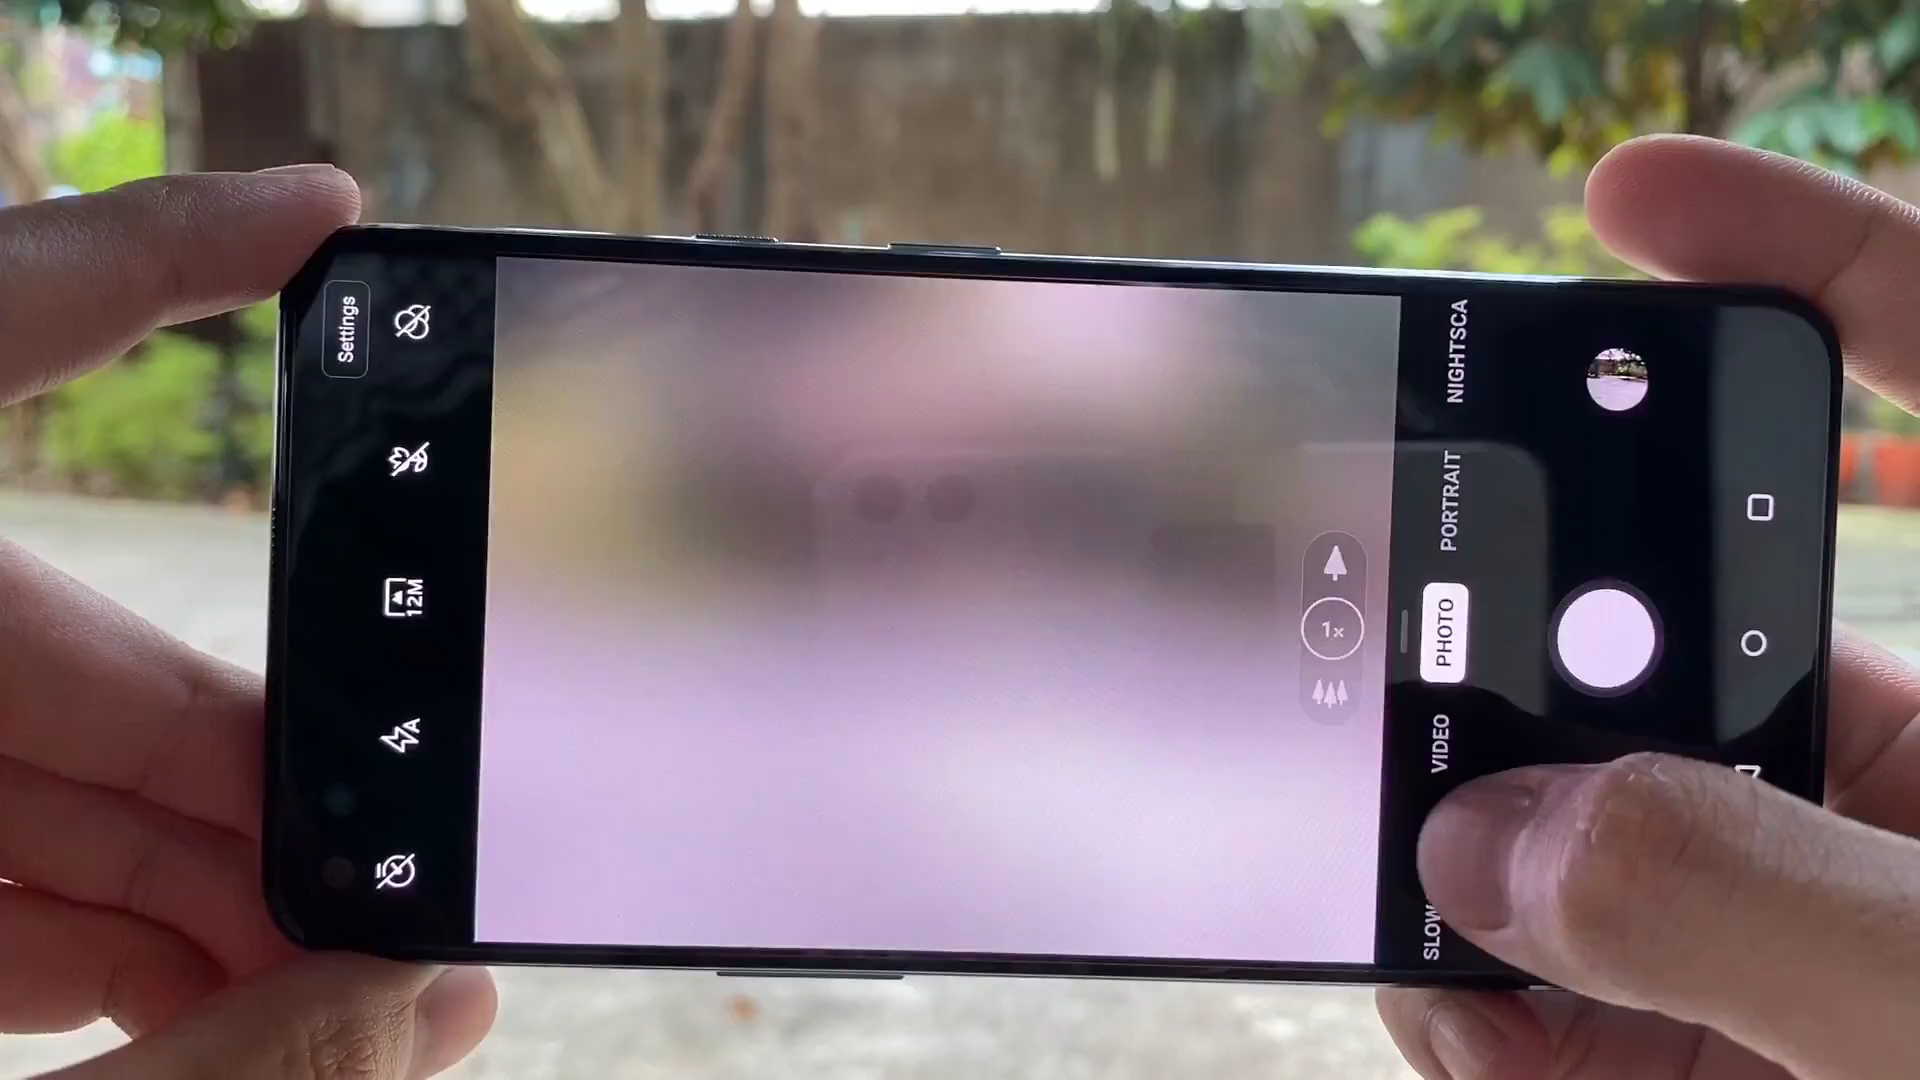 Settings
12M
A
1x
NIGHTSCA
PORTRAIT
PHOTO
VIDEO
SLOW